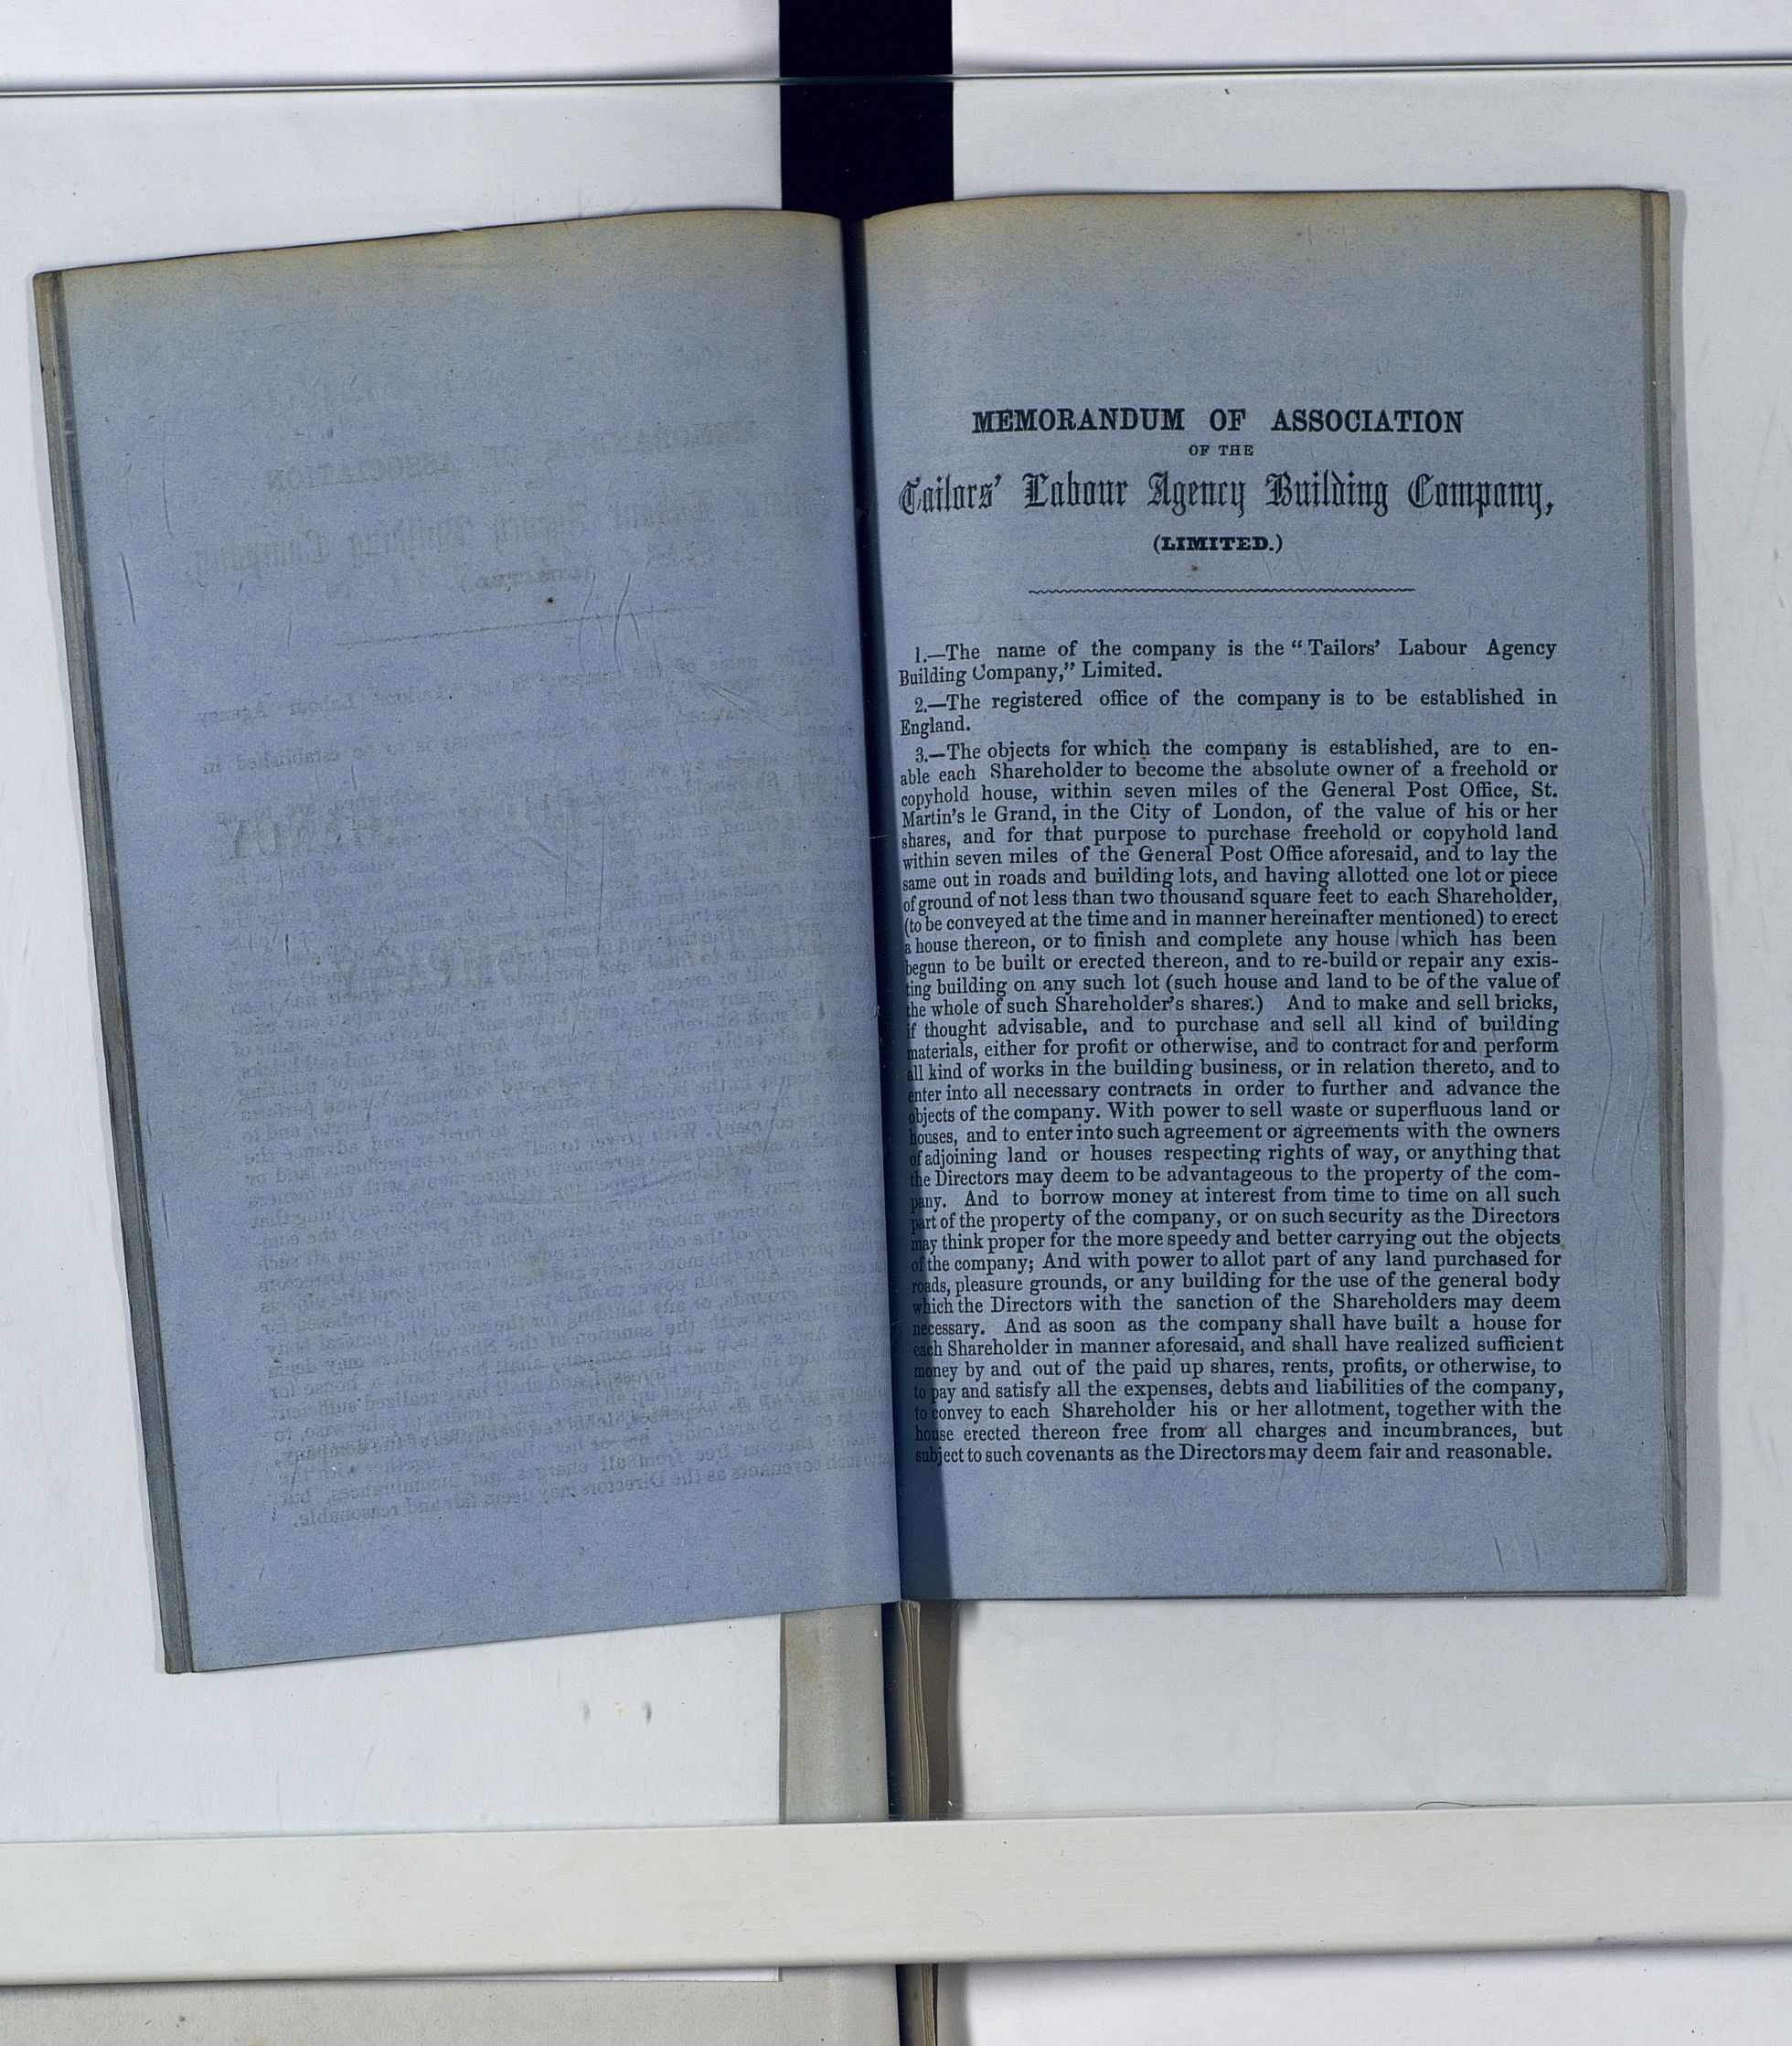 MEMORANDUM OF ASSOCIATION
OF THE
Tailors' Labour Agency Building Company,
(LIMITED.)
1.—The name of the company is the "Tailors' Labour Agency
Building Company," Limited.
2.—The registered office of the company is to be established in
England.
3.—The objects for which the company is established, are to en-
able each Shareholder to become the absolute owner of a freehold or
copyhold house, within seven miles of the General Post Office, St.
Martin's le Grand, in the City of London, of the value of his or her
shares, and for that purpose to purchase freehold or copyhold land
within seven miles of the General Post Office aforesaid, and to lay the
same out in roads and building lots, and having allotted one lot or piece
of ground of not less than two thousand square feet to each Shareholder,
(to be conveyed at the time and in manner hereinafter mentioned) to erect
a house thereon, or to finish and complete any house which has been
begun to be built or erected thereon, and to re-build or repair any exis-
ting building on any such lot (such house and land to be of the value of
the whole of such Shareholder's shares.) And to make and sell bricks,
if thought advisable, and to purchase and sell all kind of building
materials, either for profit or otherwise, and to contract for and perform
all kind of works in the building business, or in relation thereto, and to
enter into all necessary contracts in order to further and advance the
objects of the company. With power to sell waste or superfluous land or
houses, and to enter into such agreement or agreements with the owners
of adjoining land or houses respecting rights of way, or anything that
the Directors may deem to be advantageous to the property of the com-
pany. And to borrow money at interest from time to time on all such
part of the property of the company, or on such security as the Directors
may think proper for the more speedy and better carrying out the objects
of the company; And with power to allot part of any land purchased for
roads, pleasure grounds, or any building for the use of the general body
which the Directors with the sanction of the Shareholders may deem
necessary. And as soon as the company shall have built a house for
each Shareholder in manner aforesaid, and shall have realized sufficient
money by and out of the paid up shares, rents, profits, or otherwise, to
to pay and satisfy all the expenses, debts and liabilities of the company,
to convey to each Shareholder his or her allotment, together with the
house erected thereon free from all charges and incumbrances, but
subject to such covenants as the Directors may deem fair and reasonable.